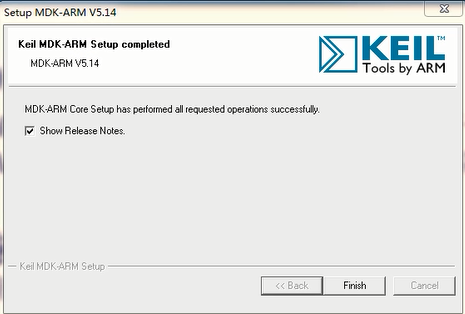 Setup MDK-ARM V5.14
Keil MDK-ARM Setup completed
MDK-ARM V5.14
KEIL™
Tools by ARM
MDK-ARM Core Setup has performed all requested operations successfully.
Show Release Notes.
Keil MDK-ARM Setup
<< Back
Finish
Cancel